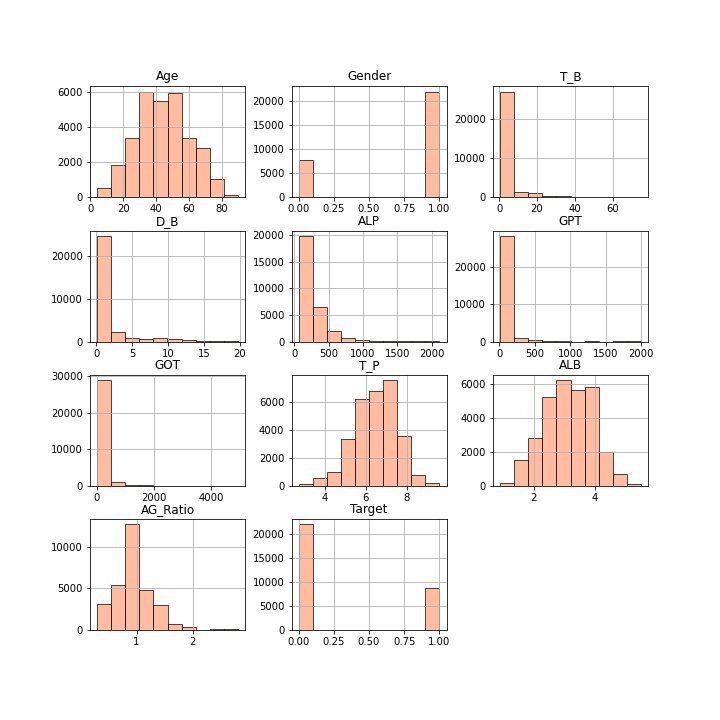 Age Gender T_B
6000 4000 2000 0
20000 15000 10000 5000 0
20000 10000 0
0 20 40 60 80
0.00 0.25 0.50 0.75 1.00
0 20 40 60
D_B ALP GPT
20000 10000 0
20000 15000 10000 5000 0
20000 10000 0
0 5 10 15 20
0 500 1000 1500 2000
0 500 1000 1500 2000
GOT T_P ALB
30000 20000 10000 0
6000 4000 2000 0
6000 4000 2000 0
0 2000 4000
4 6 8
2 4
AG_Ratio Target
10000 5000 0
20000 15000 10000 5000 0
1 2
0.00 0.25 0.50 0.75 1.00